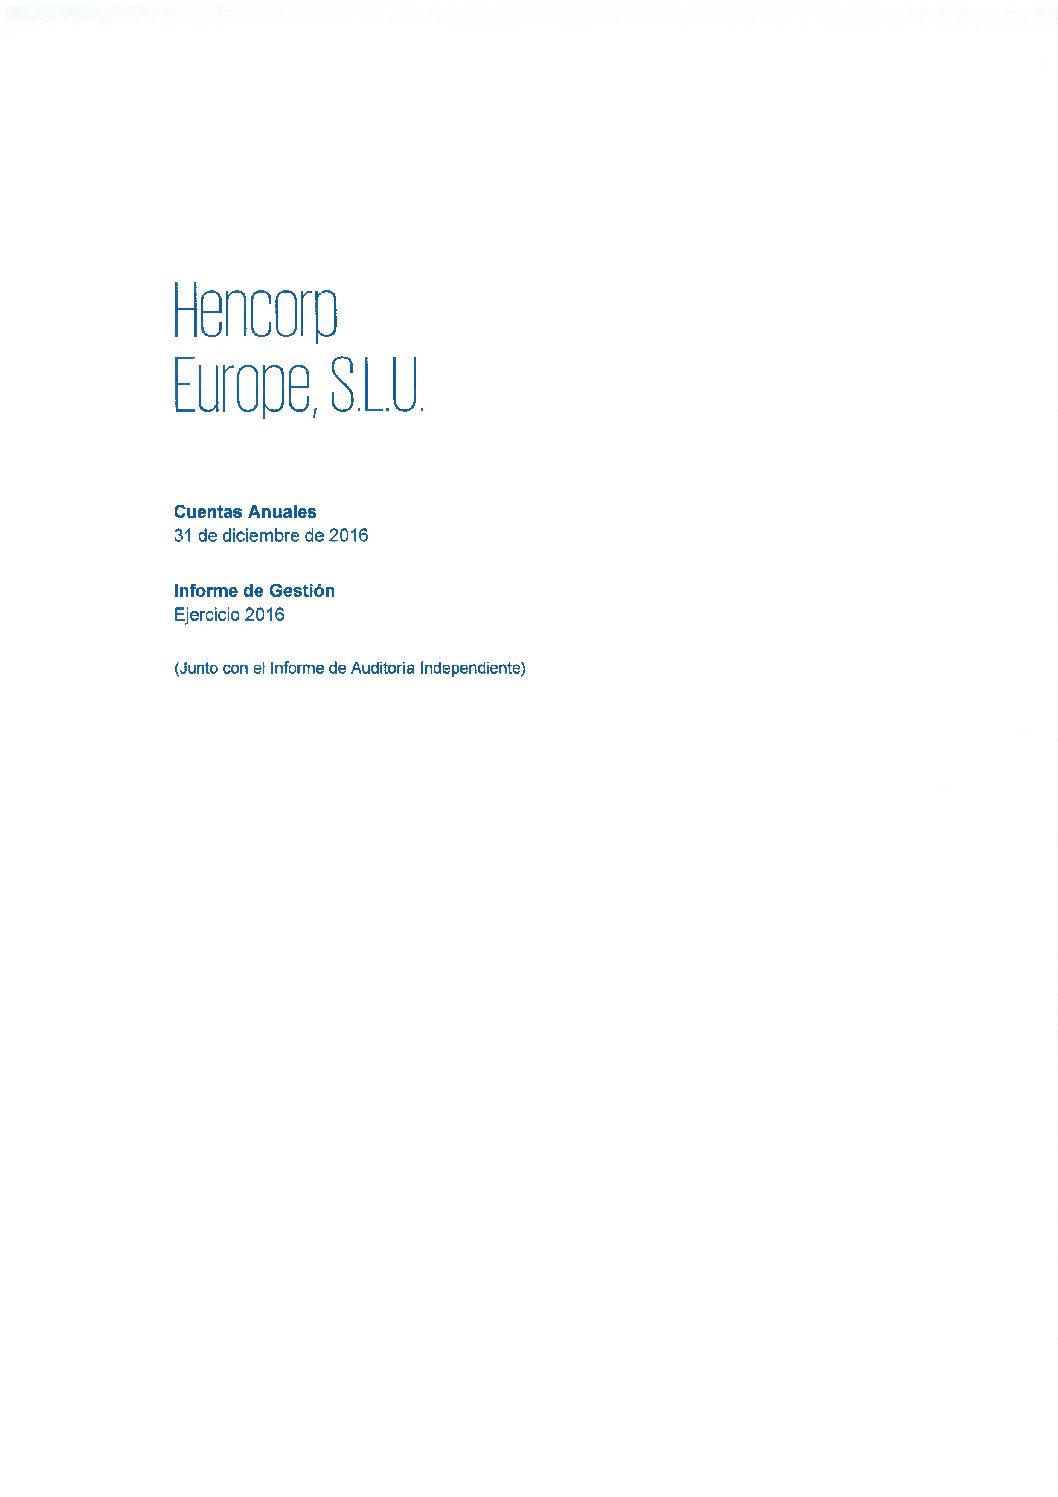 Hencorp
Europe, S.L.U.
Cuentas Anuales
31 de diciembre de 2016
Informe de Gestión
Ejercicio 2016
(Junto con el Informe de Auditoría Independiente)